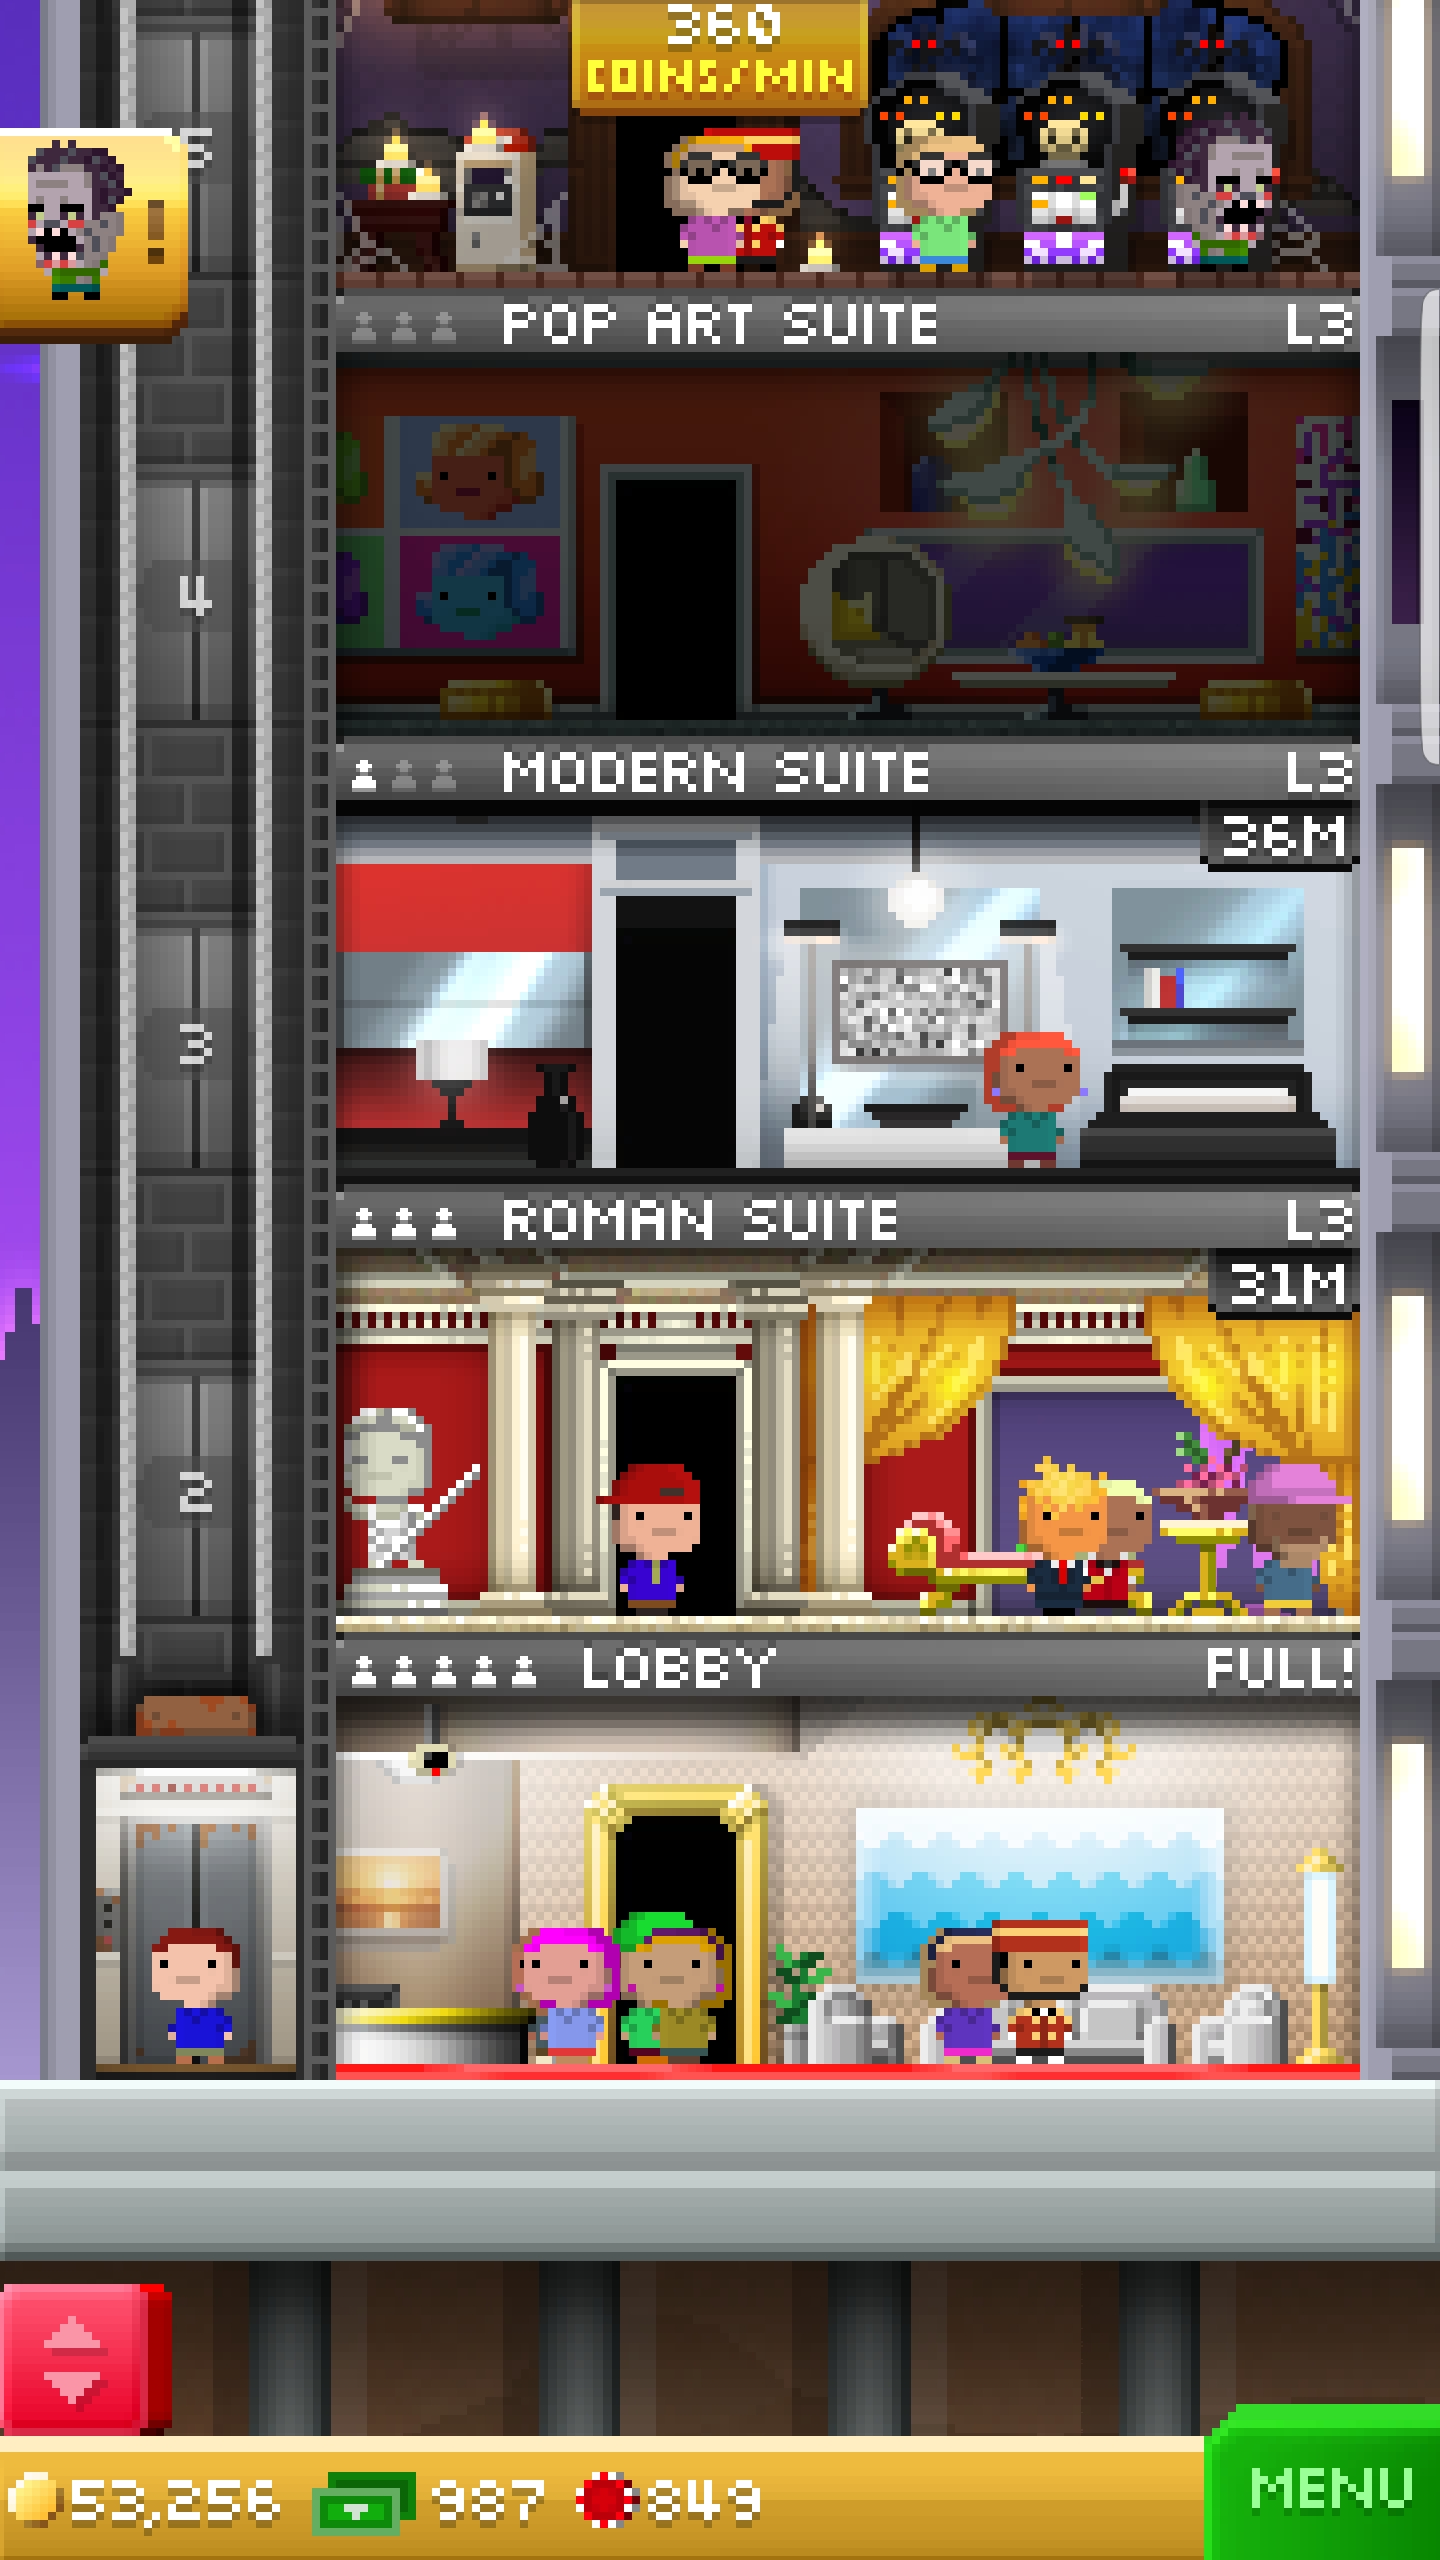 360
COINS/MIN
5
!
POP ART SUITE L3
4
MODERN SUITE L3
36M
3
ROMAN SUITE L3
31M
2
LOBBY FULL!
53,256 987 849
MENU